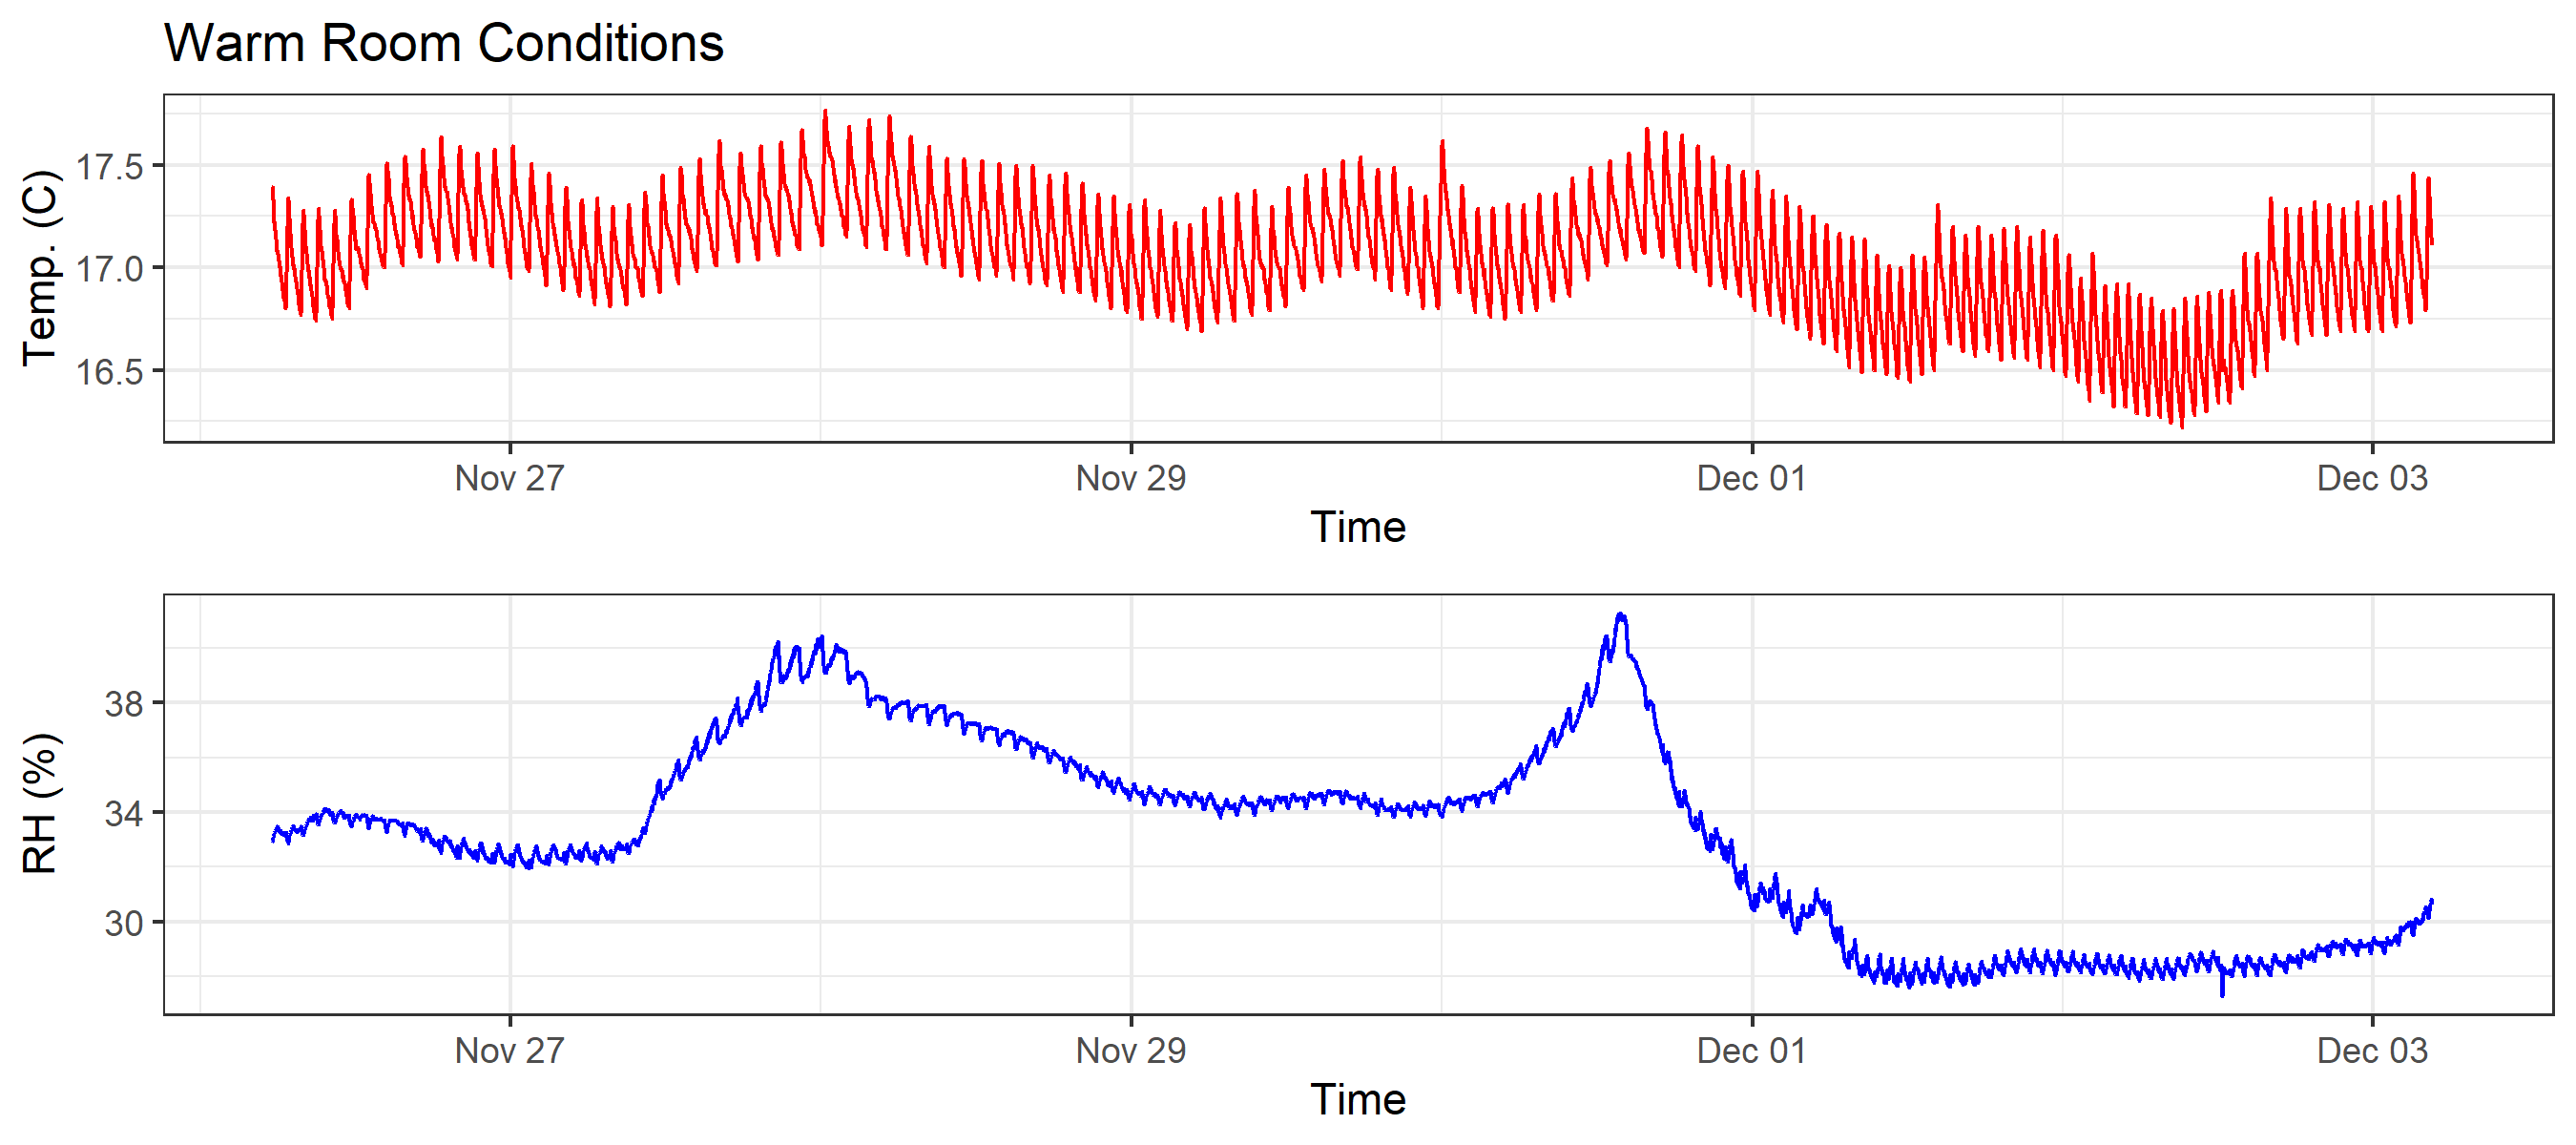 Warm Room Conditions
Temp. (C)
17.5
17.0
16.5
Nov 27 Nov 29 Dec 01 Dec 03
Time
RH (%)
38
34
30
Nov 27 Nov 29 Dec 01 Dec 03
Time